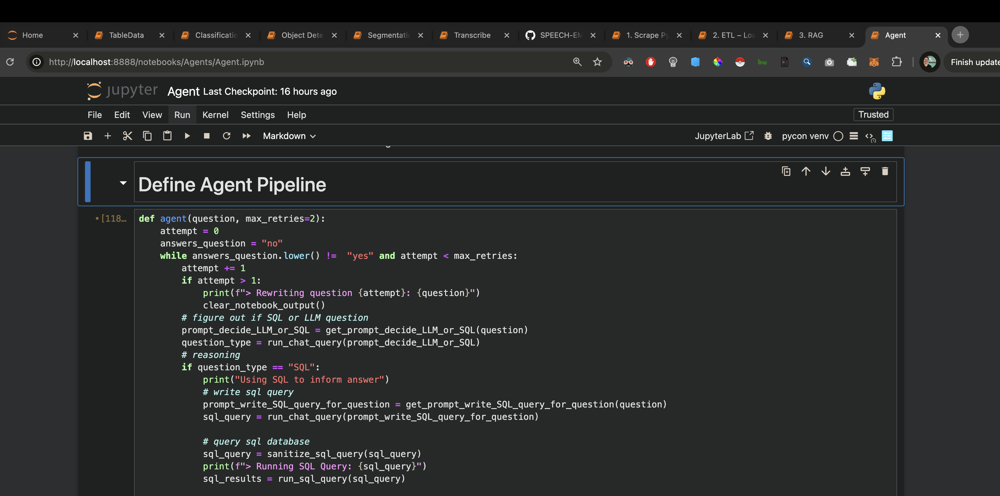 Home
TableData
Classificatio
Object Dete
Segmentatio
Transcribe
SPEECH-EM
1. Scrape Py
2. ETL – Loa
3. RAG
Agent
http://localhost:8888/notebooks/Agents/Agent.ipynb
bw
Finish update
jupyter Agent Last Checkpoint: 16 hours ago
File Edit View Run Kernel Settings Help
Trusted
Markdown
JupyterLab
pycon venv
Define Agent Pipeline
•[118…
def agent(question, max_retries=2):
    attempt = 0
    answers_question = "no"
    while answers_question.lower() !=  "yes" and attempt < max_retries:
        attempt += 1
        if attempt > 1:
            print(f"> Rewriting question {attempt}: {question}")
            clear_notebook_output()
        # figure out if SQL or LLM question
        prompt_decide_LLM_or_SQL = get_prompt_decide_LLM_or_SQL(question)
        question_type = run_chat_query(prompt_decide_LLM_or_SQL)
        # reasoning
        if question_type == "SQL":
            print("Using SQL to inform answer")
            # write sql query
            prompt_write_SQL_query_for_question = get_prompt_write_SQL_query_for_question(question)
            sql_query = run_chat_query(prompt_write_SQL_query_for_question)
            # query sql database
            sql_query = sanitize_sql_query(sql_query)
            print(f"> Running SQL Query: {sql_query}")
            sql_results = run_sql_query(sql_query)